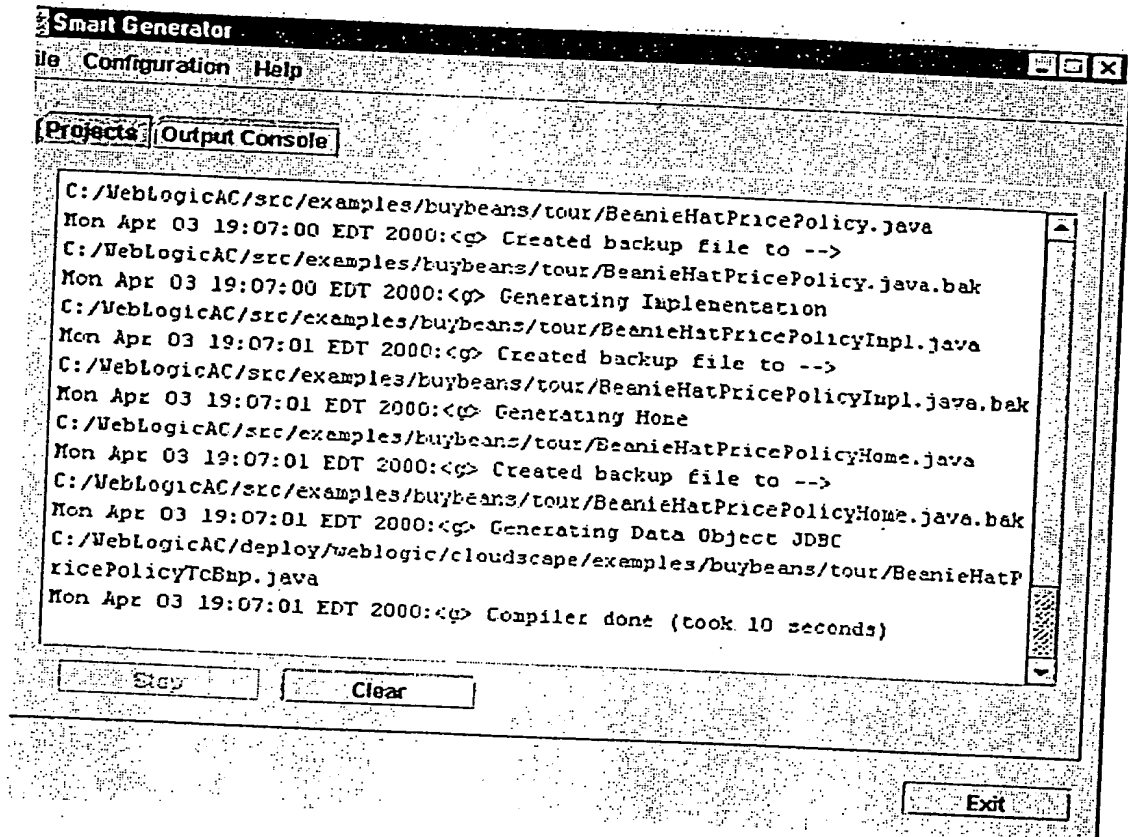 Smart Generator
ile Configuration Help
Projects Output Console
C:/WebLogicAC/src/examples/buybeans/tour/BeanieHatPricePolicy.java
Mon Apr 03 19:07:00 EDT 2000:<g> Created backup file to -->
C:/WebLogicAC/src/examples/buybeans/tour/BeanieHatPricePolicy.java.bak
Mon Apr 03 19:07:00 EDT 2000:<g> Generating Implementation
C:/WebLogicAC/src/examples/buybeans/tour/BeanieHatPricePolicyImpl.java
Mon Apr 03 19:07:01 EDT 2000:<g> Created backup file to -->
C:/WebLogicAC/src/examples/buybeans/tour/BeanieHatPricePolicyImpl.java.bak
Mon Apr 03 19:07:01 EDT 2000:<g> Generating Home
C:/WebLogicAC/src/examples/buybeans/tour/BeanieHatPricePolicyHome.java
Mon Apr 03 19:07:01 EDT 2000:<g> Created backup file to -->
C:/WebLogicAC/src/examples/buybeans/tour/BeanieHatPricePolicyHome.java.bak
Mon Apr 03 19:07:01 EDT 2000:<g> Generating Data Object JDBC
C:/WebLogicAC/deploy/weblogic/cloudscape/examples/buybeans/tour/BeanieHatP
ricePolicyTcBmp.java
Mon Apr 03 19:07:01 EDT 2000:<g> Compiler done (took 10 seconds)
Stop Clear
Exit